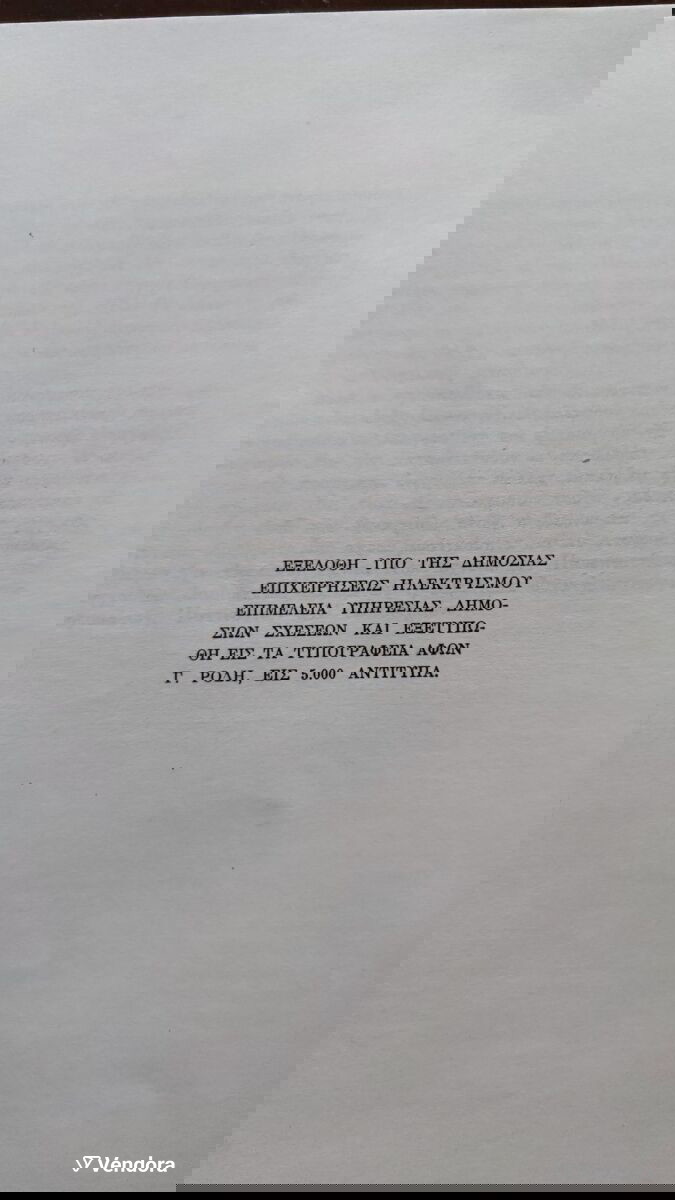 ΕΞΕΔΟΘΗ ΥΠΟ ΤΗΣ ΔΗΜΟΣΙΑΣ
ΕΠΙΧΕΙΡΗΣΕΩΣ ΗΛΕΚΤΡΙΣΜΟΥ
ΕΠΙΜΕΛΕΙΑ ΥΠΗΡΕΣΙΑΣ ΔΗΜΟ-
ΣΙΩΝ ΣΧΕΣΕΩΝ ΚΑΙ ΕΞΕΤΥΠΩ-
ΘΗ ΕΙΣ ΤΑ ΤΥΠΟΓΡΑΦΕΙΑ ΑΦΩΝ
Γ. ΡΟΔΗ ΕΙΣ 5.000 ΑΝΤΙΤΥΠΑ
Vendora